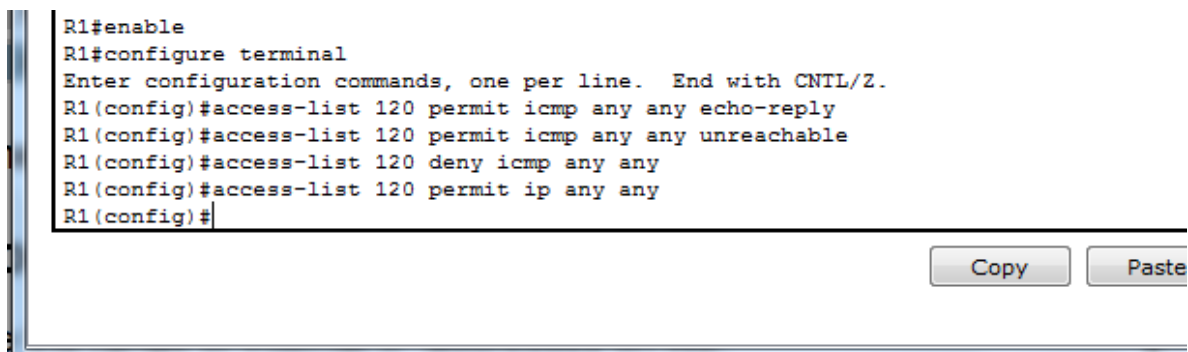 R1#enable
R1#configure terminal
Enter configuration commands, one per line.  End with CNTL/Z.
R1(config)#access-list 120 permit icmp any any echo-reply
R1(config)#access-list 120 permit icmp any any unreachable
R1(config)#access-list 120 deny icmp any any
R1(config)#access-list 120 permit ip any any
R1(config)#
Copy Paste